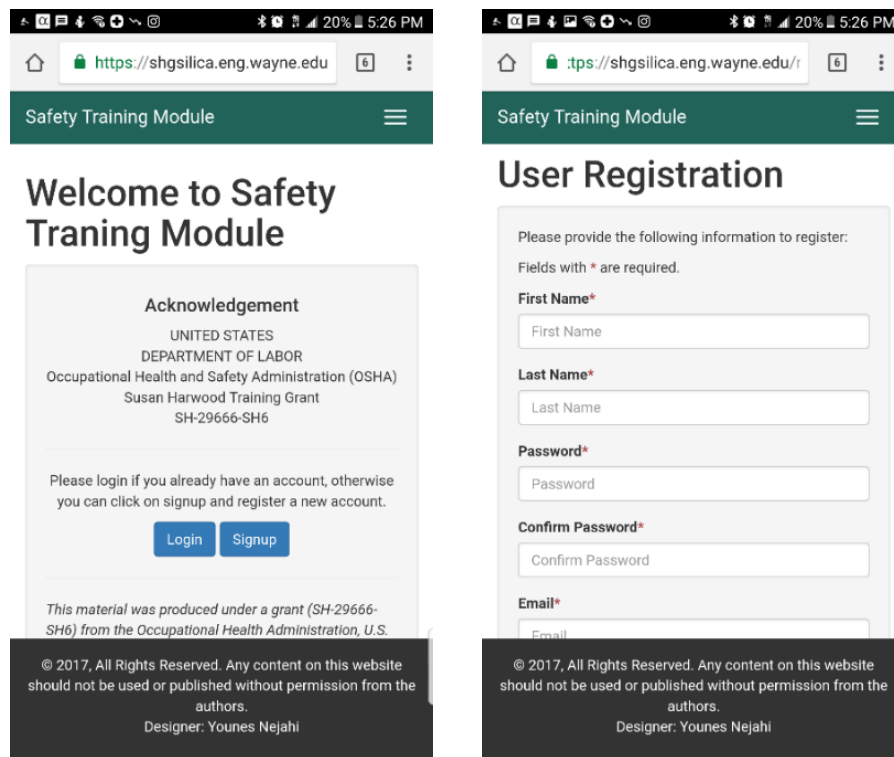 20% 5:26 PM
https://shgsilica.eng.wayne.edu 6
Safety Training Module
Welcome to Safety
Traning Module
Acknowledgement
UNITED STATES
DEPARTMENT OF LABOR
Occupational Health and Safety Administration (OSHA)
Susan Harwood Training Grant
SH-29666-SH6
Please login if you already have an account, otherwise
you can click on signup and register a new account.
Login Signup
This material was produced under a grant (SH-29666-
SH6) from the Occupational Health Administration, U.S.
© 2017, All Rights Reserved. Any content on this website
should not be used or published without permission from the
authors.
Designer: Younes Nejahi
20% 5:26 PM
tps://shgsilica.eng.wayne.edu/r 6
Safety Training Module
User Registration
Please provide the following information to register:
Fields with * are required.
First Name*
First Name
Last Name*
Last Name
Password*
Password
Confirm Password*
Confirm Password
Email*
Email
© 2017, All Rights Reserved. Any content on this website
should not be used or published without permission from the
authors.
Designer: Younes Nejahi